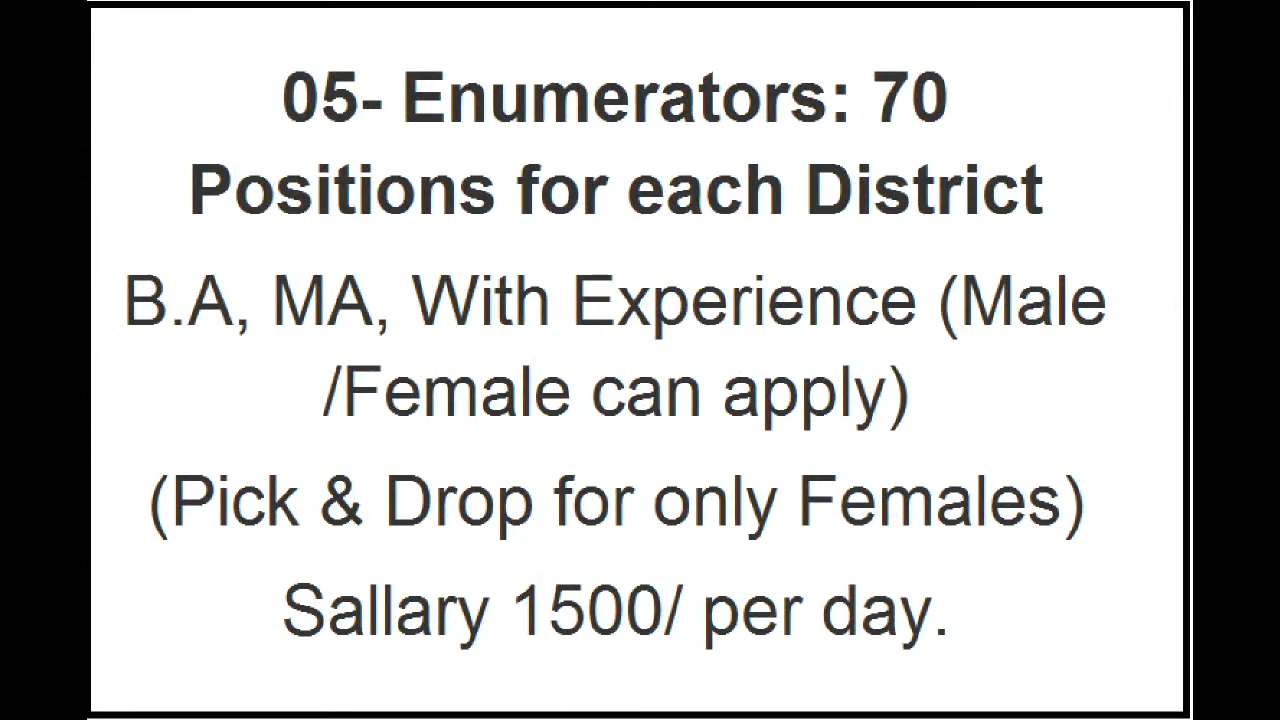 05- Enumerators: 70
Positions for each District
B.A, MA, With Experience (Male
/Female can apply)
(Pick & Drop for only Females)
Sallary 1500/ per day.